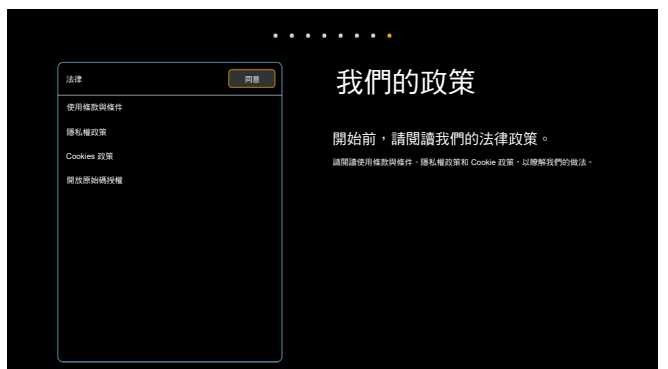 法律
同意
使用條款與條件
隱私權政策
Cookies 政策
開放原始碼授權
我們的政策
開始前，請閱讀我們的法律政策。
請閱讀使用條款與條件、隱私權政策和 Cookie 政策，以瞭解我們的做法。